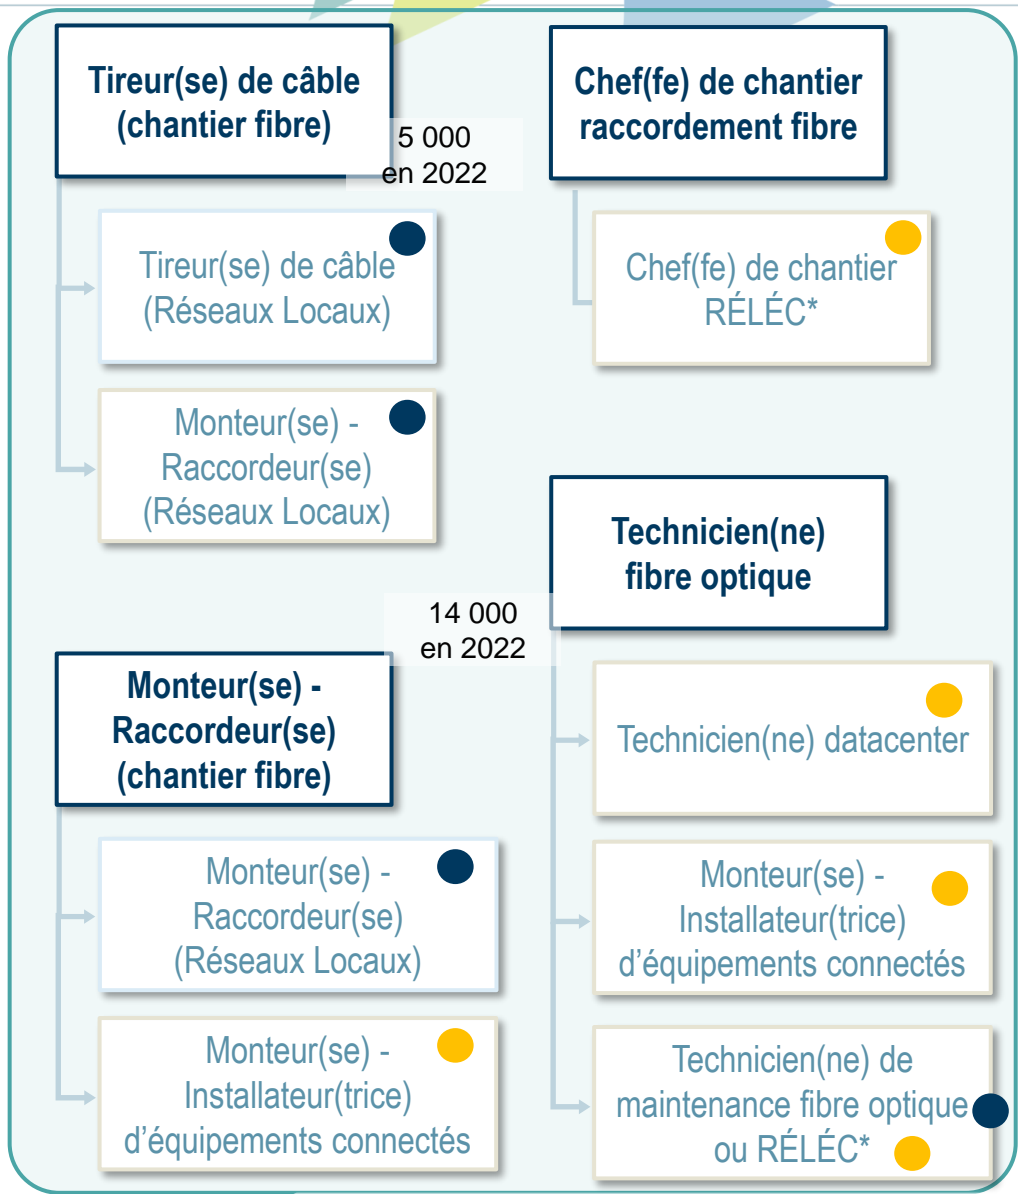 Tireur(se) de câble
(chantier fibre)
5 000
en 2022
Tireur(se) de câble
(Réseaux Locaux)
Monteur(se) -
Raccordeur(se)
(Réseaux Locaux)
Chef(fe) de chantier
raccordement fibre
Chef(fe) de chantier
RÉLÉC*
14 000
en 2022
Monteur(se) -
Raccordeur(se)
(chantier fibre)
Monteur(se) -
Raccordeur(se)
(Réseaux Locaux)
Monteur(se) -
Installateur(trice)
d'équipements connectés
Technicien(ne)
fibre optique
Technicien(ne) datacenter
Monteur(se) -
Installateur(trice)
d'équipements connectés
Technicien(ne) de
maintenance fibre optique
ou RÉLÉC*